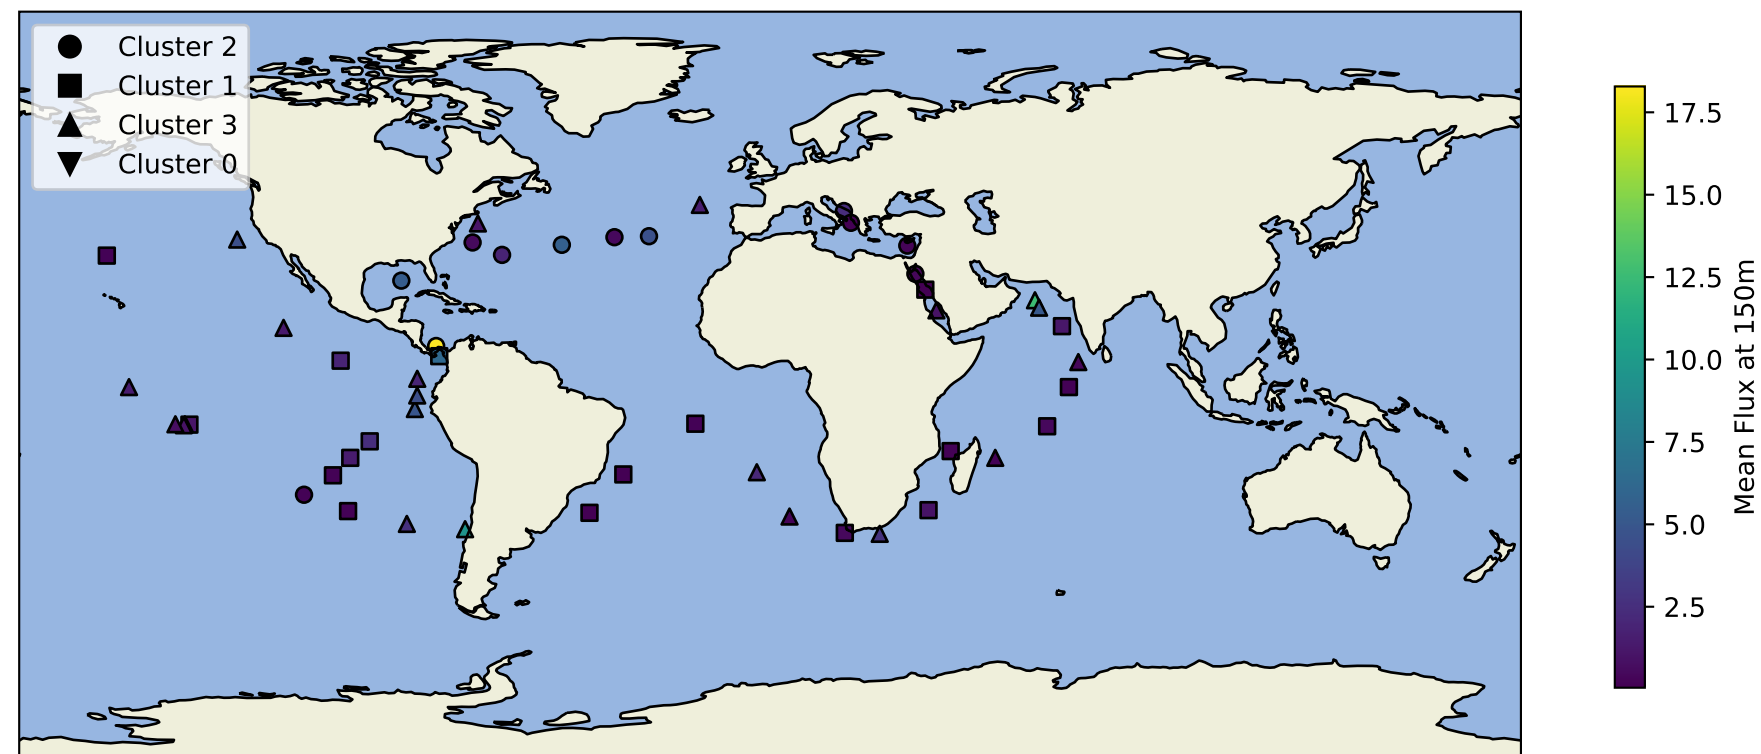 Cluster 2
Cluster 1
Cluster 3
Cluster 0
17.5
15.0
12.5
10.0
7.5
5.0
2.5
Mean Flux at 150m